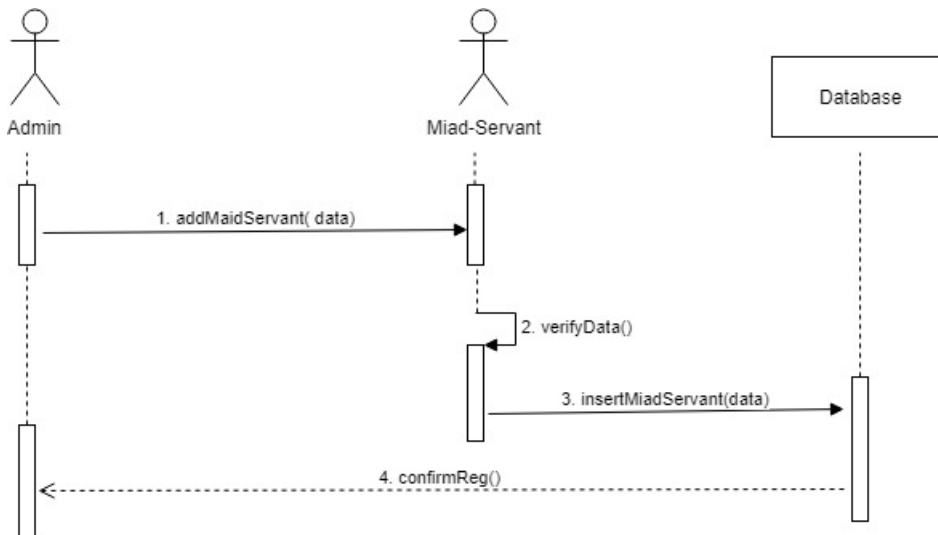 Admin
Miad-Servant
Database
1. addMaidServant( data)
2. verifyData()
3. insertMiadServant(data)
4. confirmReg()